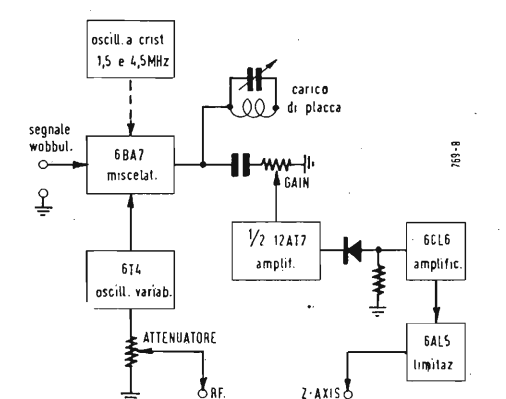 oscill. a crist
1,5 e 4,5MHz
carico
di placca
segnale
wobbul.
6BA7
miscelat.
GAIN
769-8
1/2 12AT7
amplif.
6CL6
amplific.
6T4
oscill. variab.
ATTENUATORE
6AL5
limitaz
RF.
Z-AXIS